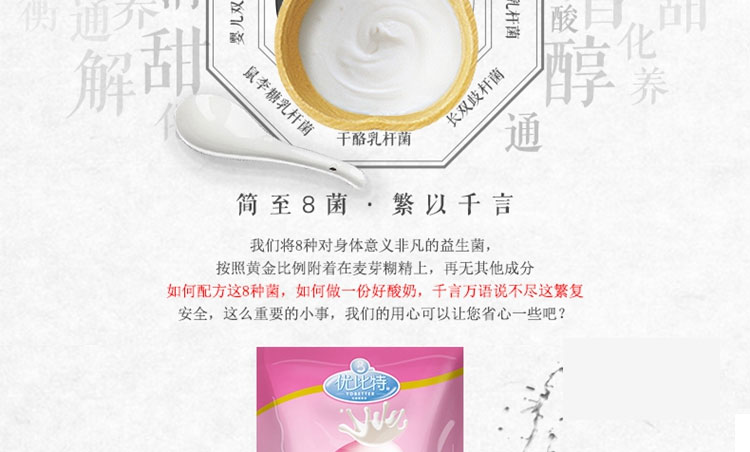 衡
通
养
解
甜
化
酸
醇
甜
化
养
通
婴儿双
乳杆菌
鼠李糖乳杆菌
长双歧杆菌
干酪乳杆菌
简至8菌·繁以千言
我们将8种对身体意义非凡的益生菌，
按照黄金比例附着在麦芽糊精上，再无其他成分
如何配方这8种菌，如何做一份好酸奶，千言万语说不尽这繁复
安全，这么重要的小事，我们的用心可以让您省心一些吧？
优比特
YOBETTER